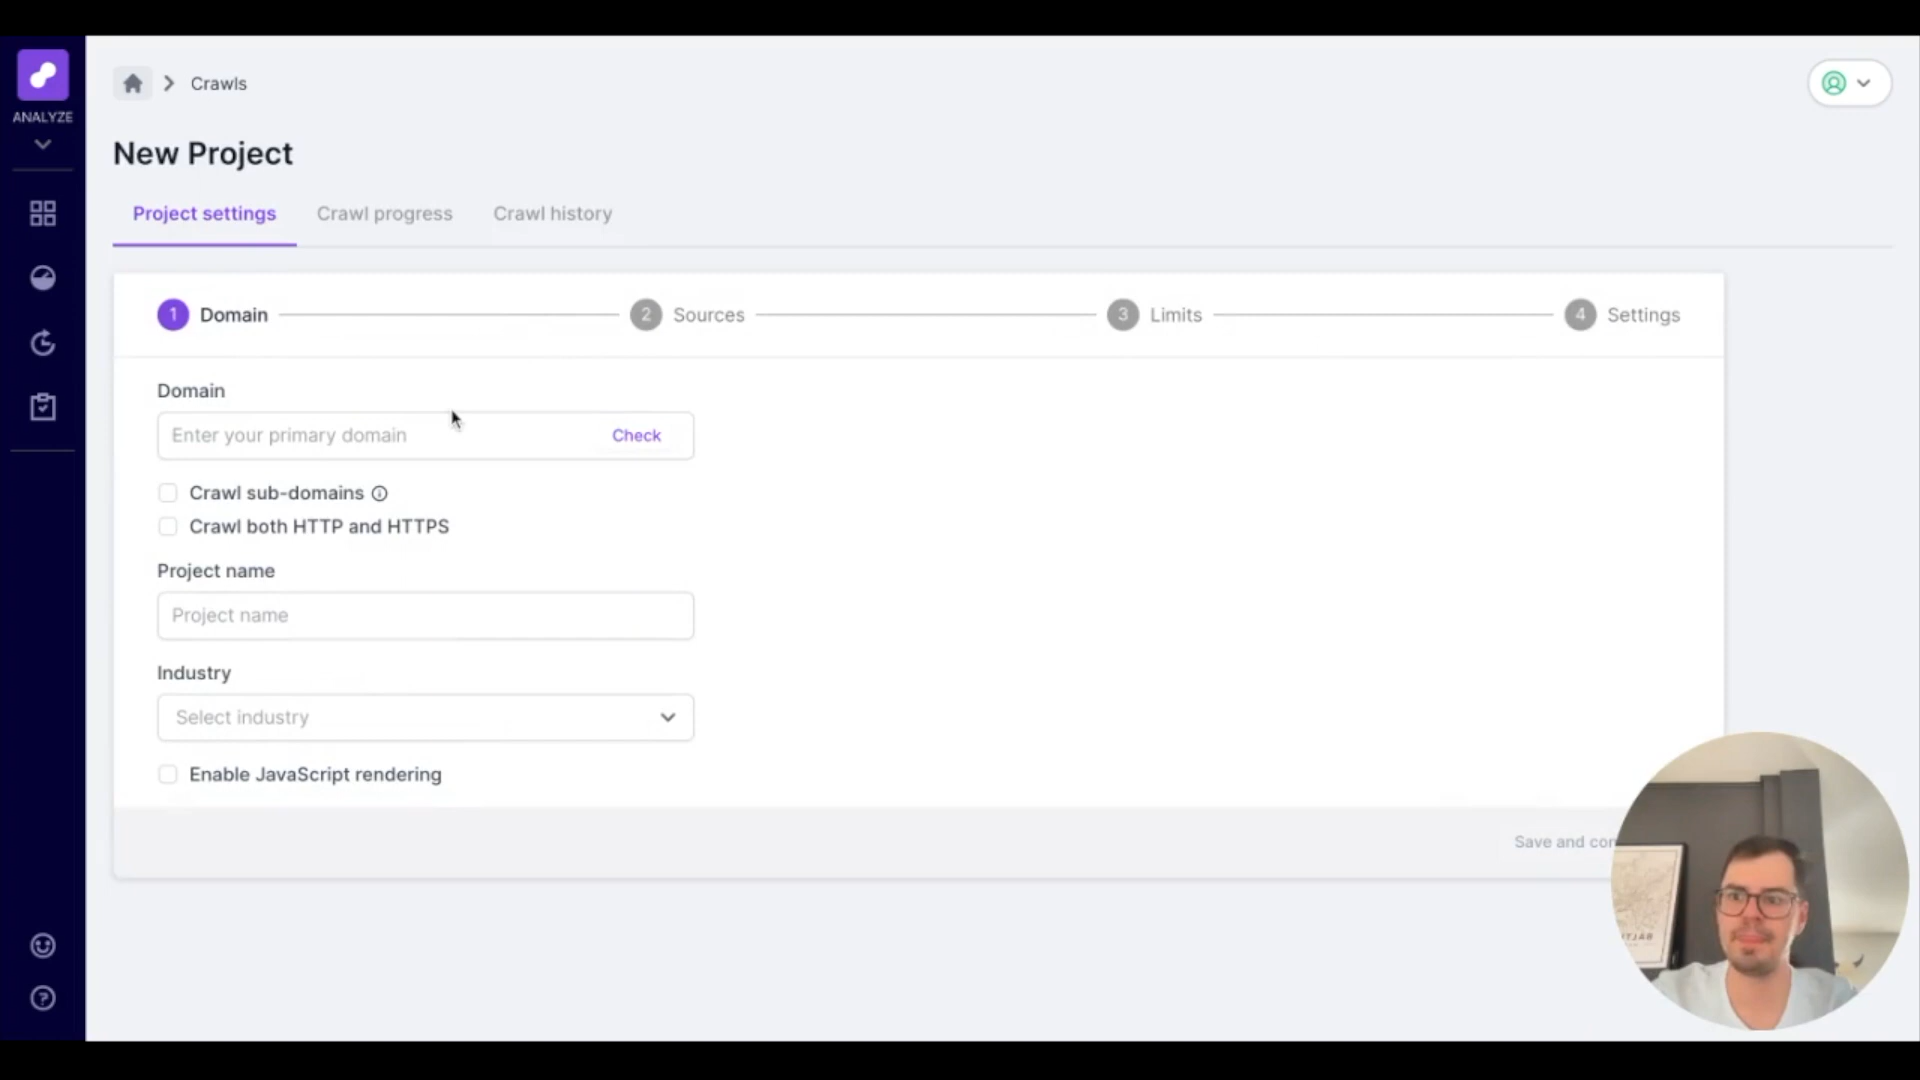 ANALYZE
Crawls
New Project
Project settings
Crawl progress
Crawl history
1 Domain
2 Sources
3 Limits
4 Settings
Domain
Enter your primary domain
Check
Crawl sub-domains
Crawl both HTTP and HTTPS
Project name
Project name
Industry
Select industry
Enable JavaScript rendering
Save and